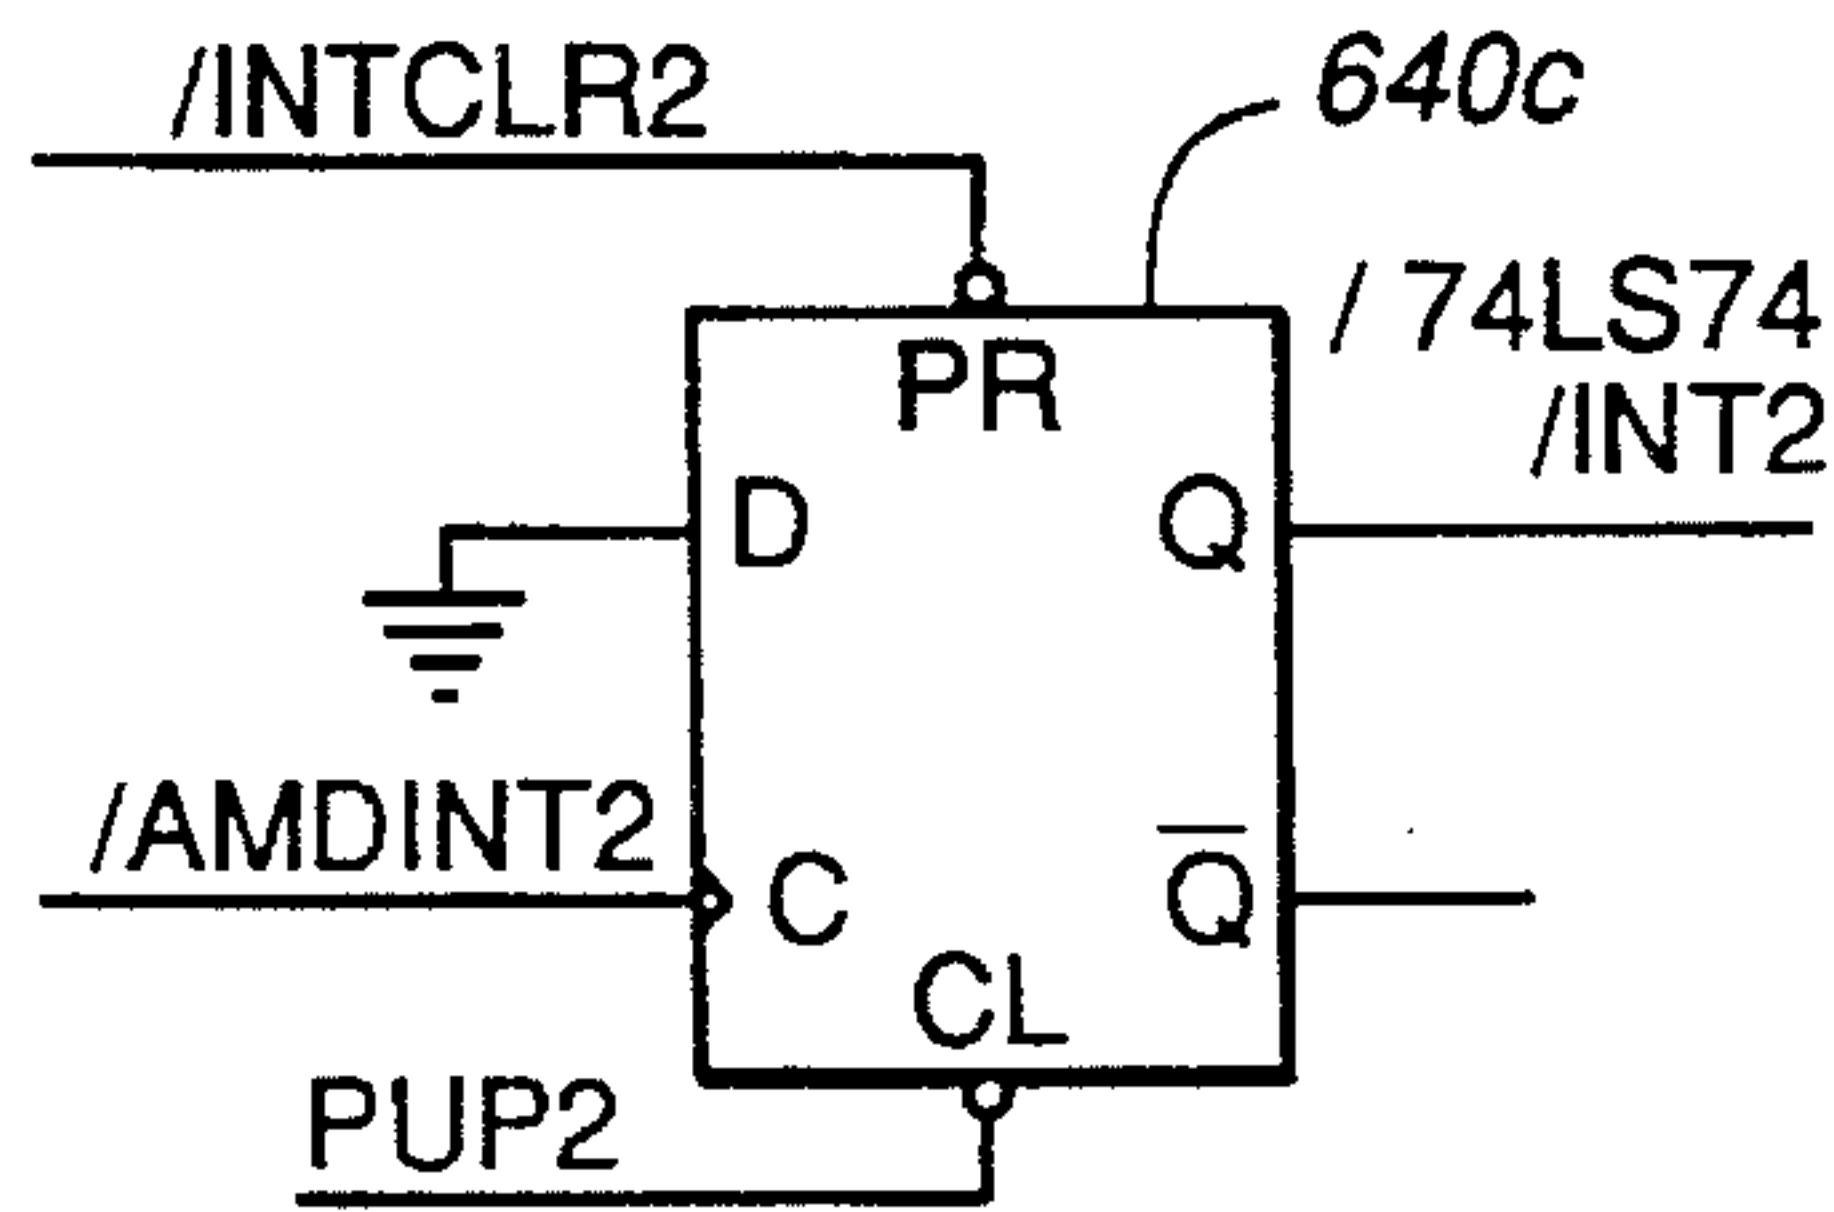 /INTCLR2
640c
/ 74LS74
/INT2
PR
D
Q
/AMDINT2
C
Q̅
CL
PUP2